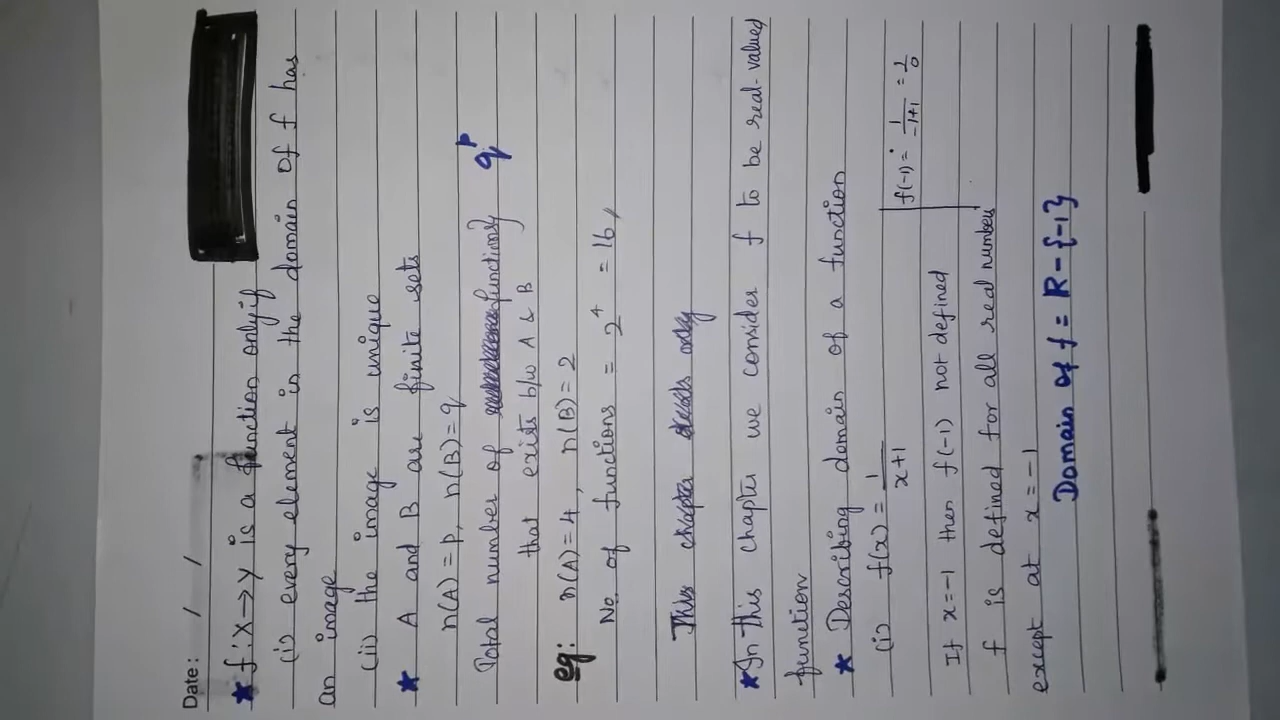 Date: / /
★ f: X → Y is a function only if
(i) every element in the domain of f has
an image
(ii) the image is unique
★ A and B are finite sets
n(A) = p, n(B) = q
Total number of functions} q^p
that exists b/w A & B
eg: n(A) = 4, n(B) = 2
No. of functions = 2^4 = 16,
This chapter only
★ In this chapter we consider f to be real-valued
function
★ Describing domain of a function
(i) f(x) = 1/(x+1)
f(-1) = 1/(-1+1) = 1/0
If x = -1 then f(-1) not defined
f is defined for all real numbers
except at x = -1
Domain of f = R - {-1}